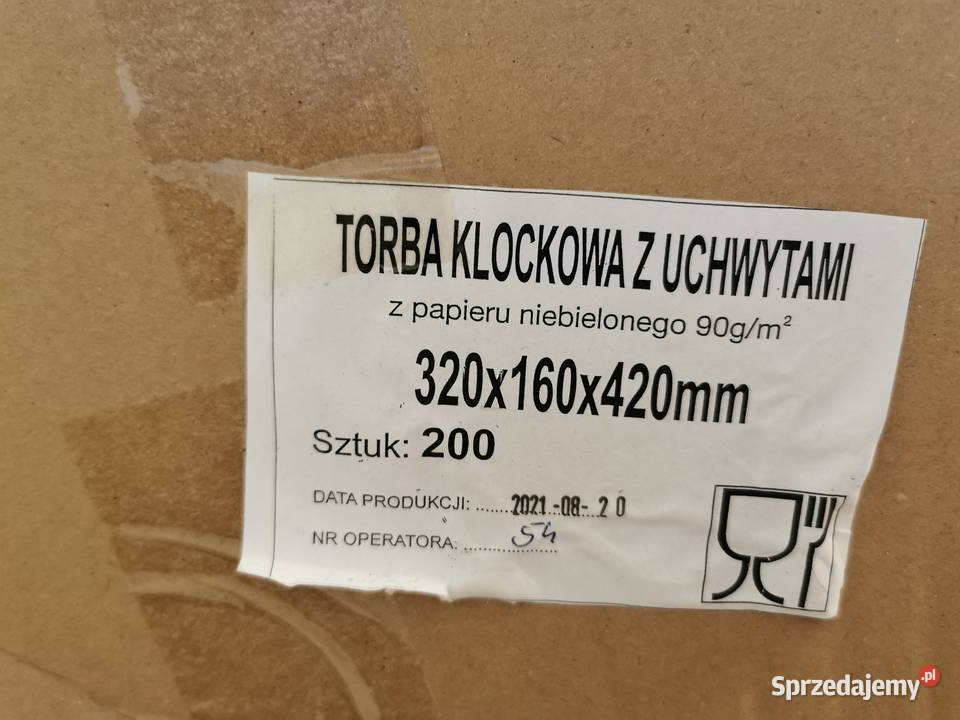 TORBA KLOCKOWA Z UCHWYTAMI
z papieru niebielonego 90g/m²
320x160x420mm
Sztuk: 200
DATA PRODUKCJI: ......2021-08-20
NR OPERATORA: ......54......
Sprzedajemy.pl